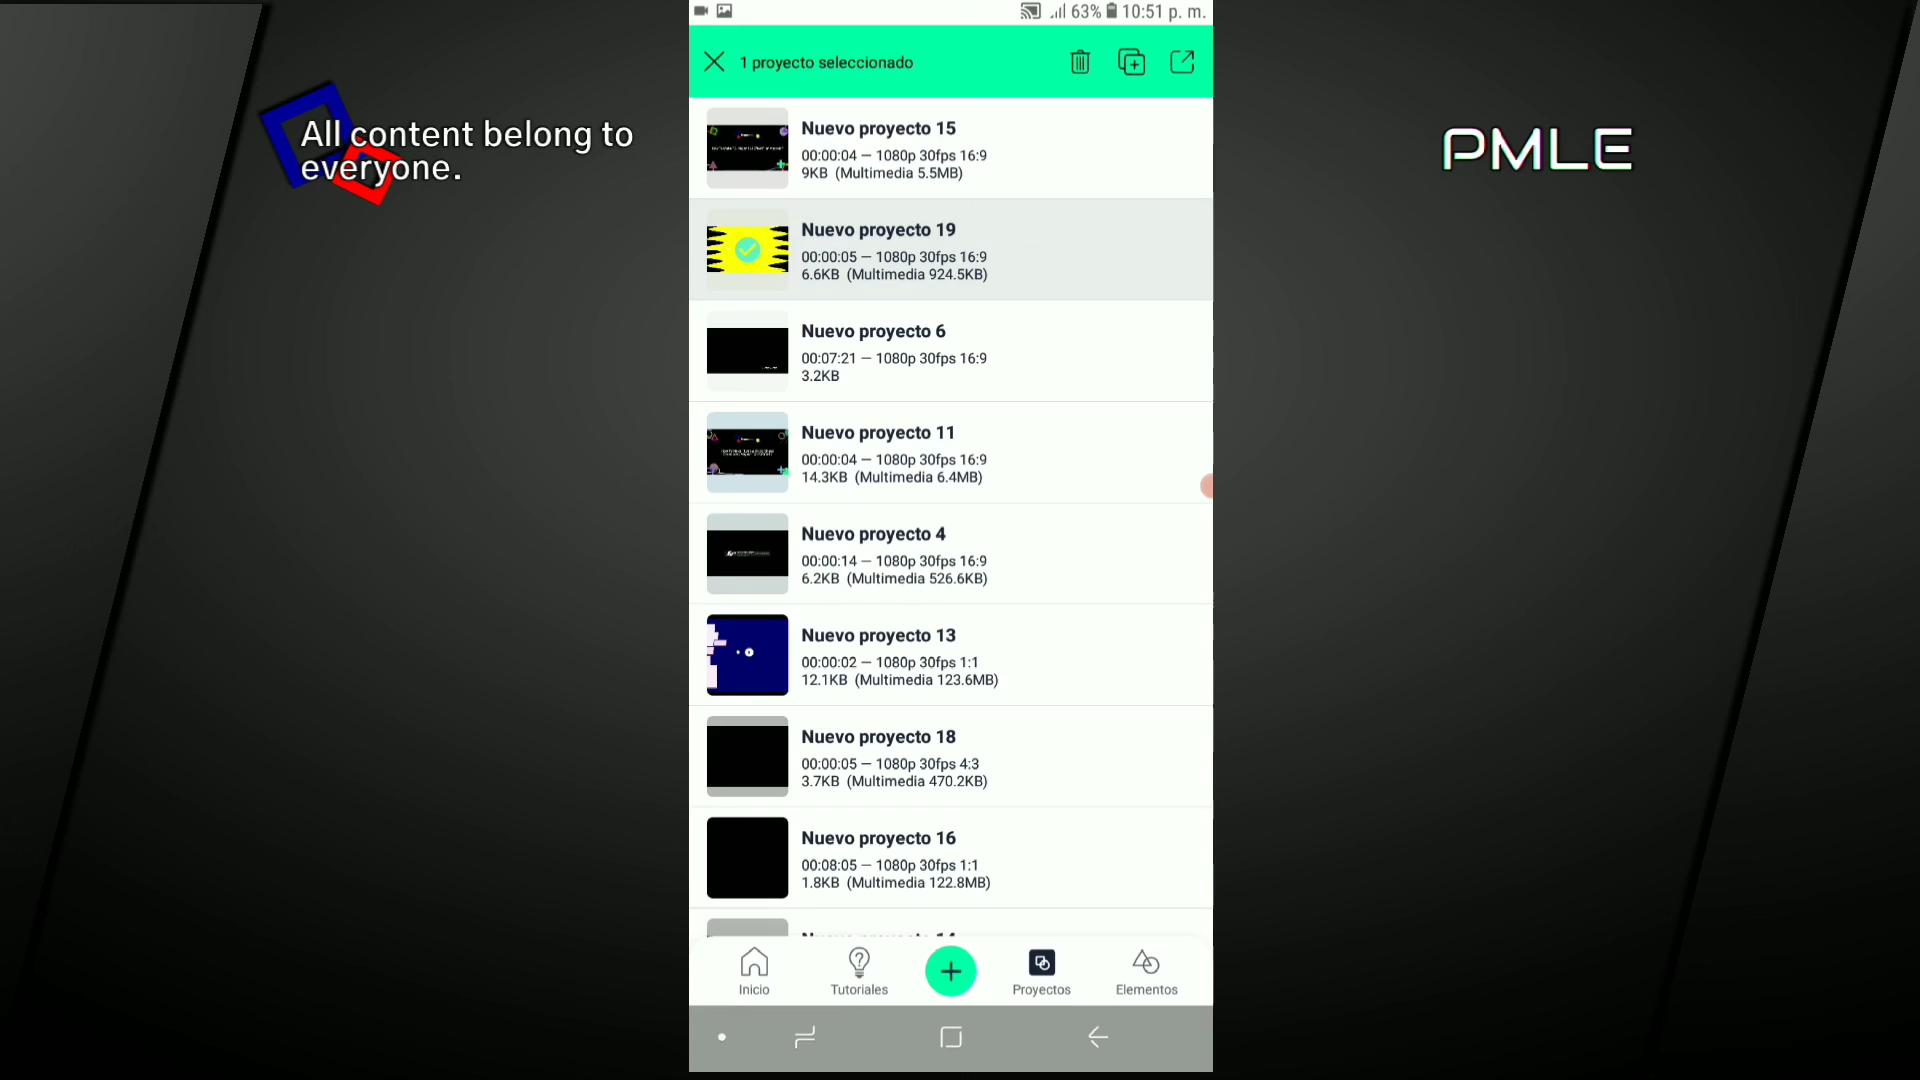 63% 10:51 p. m.
1 proyecto seleccionado
All content belong to
everyone.
PMLE
Nuevo proyecto 15
00:00:04 — 1080p 30fps 16:9
9KB (Multimedia 5.5MB)
Nuevo proyecto 19
00:00:05 — 1080p 30fps 16:9
6.6KB (Multimedia 924.5KB)
Nuevo proyecto 6
00:07:21 — 1080p 30fps 16:9
3.2KB
Nuevo proyecto 11
00:00:04 — 1080p 30fps 16:9
14.3KB (Multimedia 6.4MB)
Nuevo proyecto 4
00:00:14 — 1080p 30fps 16:9
6.2KB (Multimedia 526.6KB)
Nuevo proyecto 13
00:00:02 — 1080p 30fps 1:1
12.1KB (Multimedia 123.6MB)
Nuevo proyecto 18
00:00:05 — 1080p 30fps 4:3
3.7KB (Multimedia 470.2KB)
Nuevo proyecto 16
00:08:05 — 1080p 30fps 1:1
1.8KB (Multimedia 122.8MB)
Inicio
Tutoriales
Proyectos
Elementos